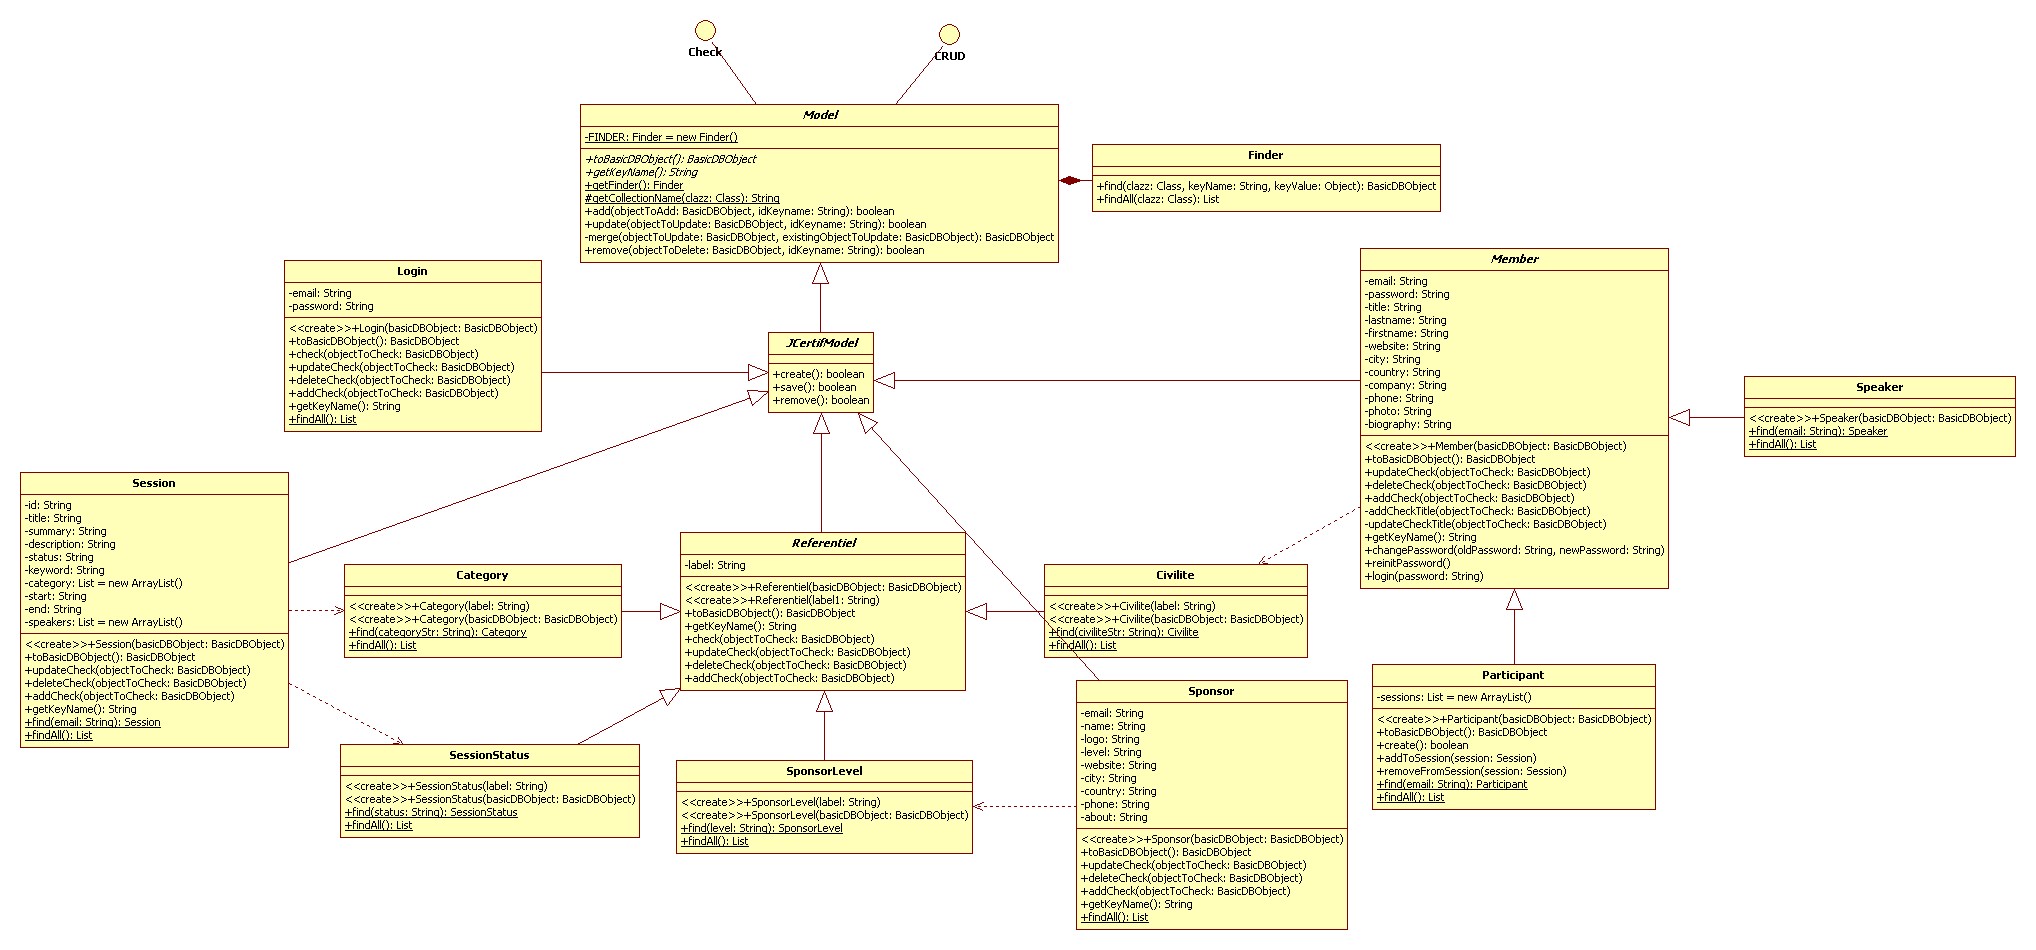 Check
CRUD
Model
-FINDER: Finder = new Finder()
+toBasicDBObject(): BasicDBObject
+getKeyName(): String
+getFinder(): Finder
#getCollectionName(clazz: Class): String
+add(objectToAdd: BasicDBObject, idKeyname: String): boolean
+update(objectToUpdate: BasicDBObject, idKeyname: String): boolean
-merge(objectToUpdate: BasicDBObject, existingObjectToUpdate: BasicDBObject): BasicDBObject
+remove(objectToDelete: BasicDBObject, idKeyname: String): boolean
Finder
+find(clazz: Class, keyName: String, keyValue: Object): BasicDBObject
+findAll(clazz: Class): List
Login
-email: String
-password: String
<<create>>+Login(basicDBObject: BasicDBObject)
+toBasicDBObject(): BasicDBObject
+check(objectToCheck: BasicDBObject)
+updateCheck(objectToCheck: BasicDBObject)
+deleteCheck(objectToCheck: BasicDBObject)
+addCheck(objectToCheck: BasicDBObject)
+getKeyName(): String
+findAll(): List
JCertifModel
+create(): boolean
+save(): boolean
+remove(): boolean
Member
-email: String
-password: String
-title: String
-lastname: String
-firstname: String
-website: String
-city: String
-country: String
-company: String
-phone: String
-photo: String
-biography: String
<<create>>+Member(basicDBObject: BasicDBObject)
+toBasicDBObject(): BasicDBObject
+updateCheck(objectToCheck: BasicDBObject)
+deleteCheck(objectToCheck: BasicDBObject)
+addCheck(objectToCheck: BasicDBObject)
-addCheckTitle(objectToCheck: BasicDBObject)
-updateCheckTitle(objectToCheck: BasicDBObject)
+getKeyName(): String
+changePassword(oldPassword: String, newPassword: String)
+reinitPassword()
+login(password: String)
Speaker
<<create>>+Speaker(basicDBObject: BasicDBObject)
+find(email: String): Speaker
+findAll(): List
Session
-id: String
-title: String
-summary: String
-description: String
-status: String
-keyword: String
-category: List = new ArrayList()
-start: String
-end: String
-speakers: List = new ArrayList()
<<create>>+Session(basicDBObject: BasicDBObject)
+toBasicDBObject(): BasicDBObject
+updateCheck(objectToCheck: BasicDBObject)
+deleteCheck(objectToCheck: BasicDBObject)
+addCheck(objectToCheck: BasicDBObject)
+getKeyName(): String
+find(email: String): Session
+findAll(): List
Category
<<create>>+Category(label: String)
<<create>>+Category(basicDBObject: BasicDBObject)
+find(categoryStr: String): Category
+findAll(): List
Referentiel
-label: String
<<create>>+Referentiel(basicDBObject: BasicDBObject)
<<create>>+Referentiel(label1: String)
+toBasicDBObject(): BasicDBObject
+getKeyName(): String
+check(objectToCheck: BasicDBObject)
+updateCheck(objectToCheck: BasicDBObject)
+deleteCheck(objectToCheck: BasicDBObject)
+addCheck(objectToCheck: BasicDBObject)
Civilite
<<create>>+Civilite(label: String)
<<create>>+Civilite(basicDBObject: BasicDBObject)
+find(civiliteStr: String): Civilite
+findAll(): List
SessionStatus
<<create>>+SessionStatus(label: String)
<<create>>+SessionStatus(basicDBObject: BasicDBObject)
+find(status: String): SessionStatus
+findAll(): List
SponsorLevel
<<create>>+SponsorLevel(label: String)
<<create>>+SponsorLevel(basicDBObject: BasicDBObject)
+find(level: String): SponsorLevel
+findAll(): List
Sponsor
-email: String
-name: String
-logo: String
-level: String
-website: String
-city: String
-country: String
-phone: String
-about: String
<<create>>+Sponsor(basicDBObject: BasicDBObject)
+toBasicDBObject(): BasicDBObject
+updateCheck(objectToCheck: BasicDBObject)
+deleteCheck(objectToCheck: BasicDBObject)
+addCheck(objectToCheck: BasicDBObject)
+getKeyName(): String
+findAll(): List
Participant
-sessions: List = new ArrayList()
<<create>>+Participant(basicDBObject: BasicDBObject)
+toBasicDBObject(): BasicDBObject
+create(): boolean
+addToSession(session: Session)
+removeFromSession(session: Session)
+find(email: String): Participant
+findAll(): List